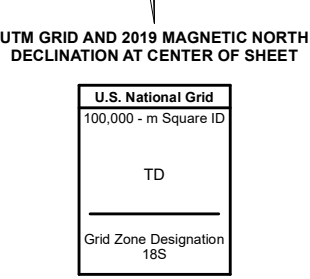 UTM GRID AND 2019 MAGNETIC NORTH
DECLINATION AT CENTER OF SHEET
U.S. National Grid
100,000 - m Square ID
TD
Grid Zone Designation
18S